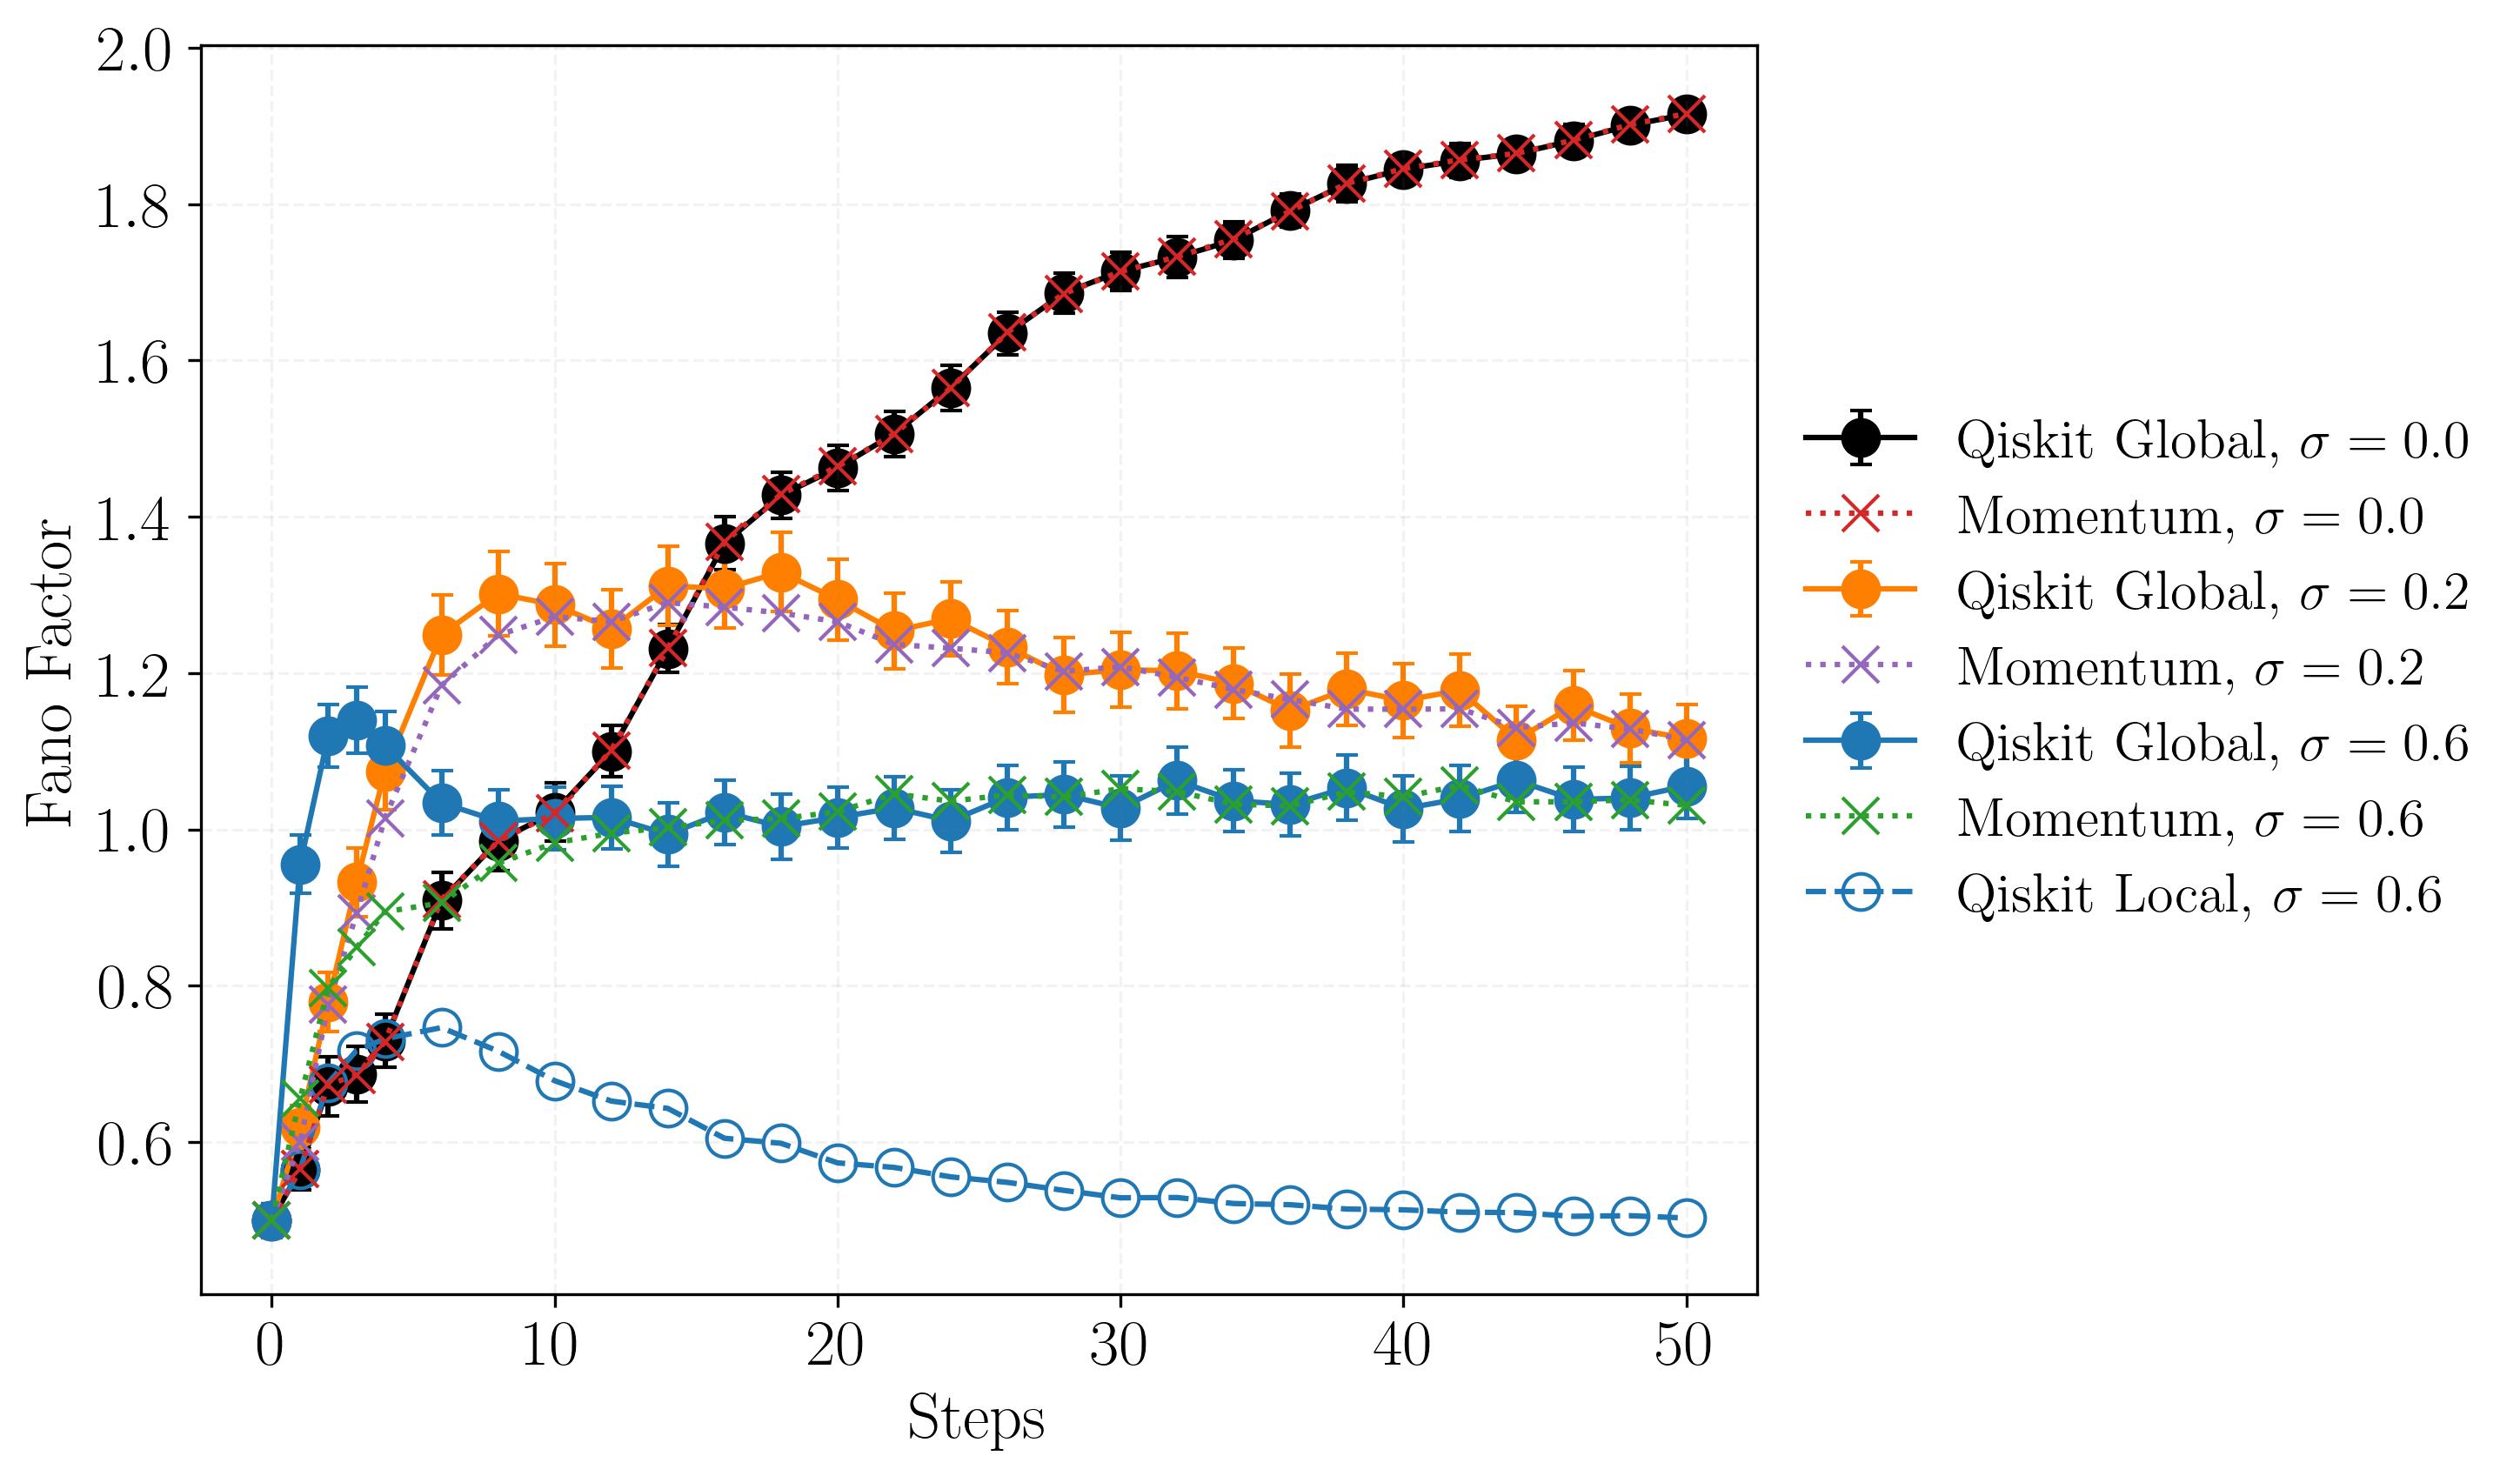 2.0
1.8
1.6
1.4
1.2
1.0
0.8
0.6
Fano Factor
0 10 20 30 40 50
Steps
Qiskit Global, σ = 0.0
Momentum, σ = 0.0
Qiskit Global, σ = 0.2
Momentum, σ = 0.2
Qiskit Global, σ = 0.6
Momentum, σ = 0.6
Qiskit Local, σ = 0.6